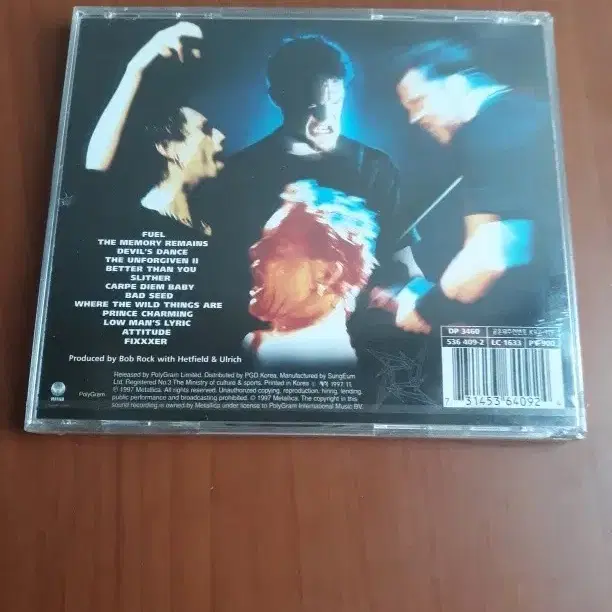 FUEL
THE MEMORY REMAINS
DEVIL'S DANCE
THE UNFORGIVEN II
BETTER THAN YOU
SLITHER
CARPE DIEM BABY
BAD SEED
WHERE THE WILD THINGS ARE
PRINCE CHARMING
LOW MAN'S LYRIC
ATTITUDE
FIXXXER
Produced by Bob Rock with Hetfield & Ulrich
DP 3460
536 409-2 LC 1633 PY 900
PolyGram
Released by PolyGram Limited. Distributed by PGD Korea. Manufactured by SungEum
Ltd. Registered No.3 The Ministry of culture & sports. Printed in Korea 1997. 11.
℗ 1997 Metallica. All rights reserved. Unauthorized copying, reproduction, hiring, lending,
public performance and broadcasting prohibited. © 1997 Metallica. The copyright in this
sound recording is owned by Metallica under license to PolyGram International Music BV.
7 31453 64092 4